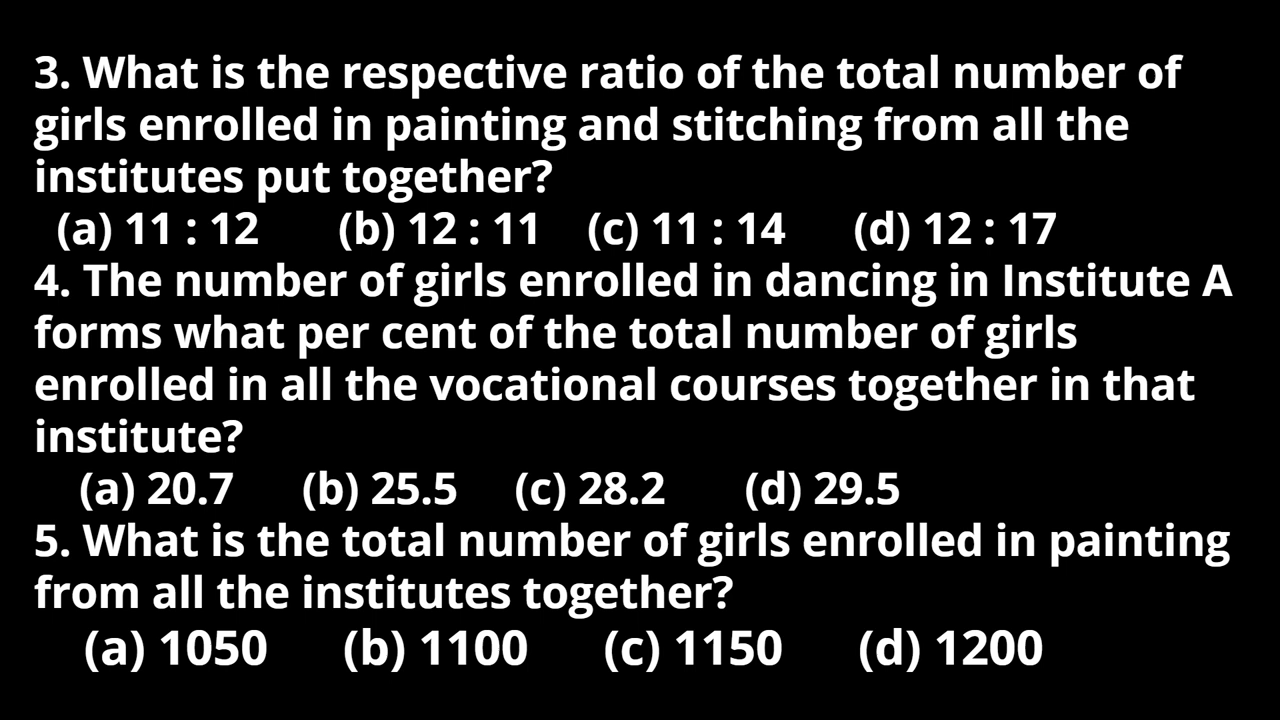 3. What is the respective ratio of the total number of
girls enrolled in painting and stitching from all the
institutes put together?
(a) 11 : 12 (b) 12 : 11 (c) 11 : 14 (d) 12 : 17
4. The number of girls enrolled in dancing in Institute A
forms what per cent of the total number of girls
enrolled in all the vocational courses together in that
institute?
(a) 20.7 (b) 25.5 (c) 28.2 (d) 29.5
5. What is the total number of girls enrolled in painting
from all the institutes together?
(a) 1050 (b) 1100 (c) 1150 (d) 1200